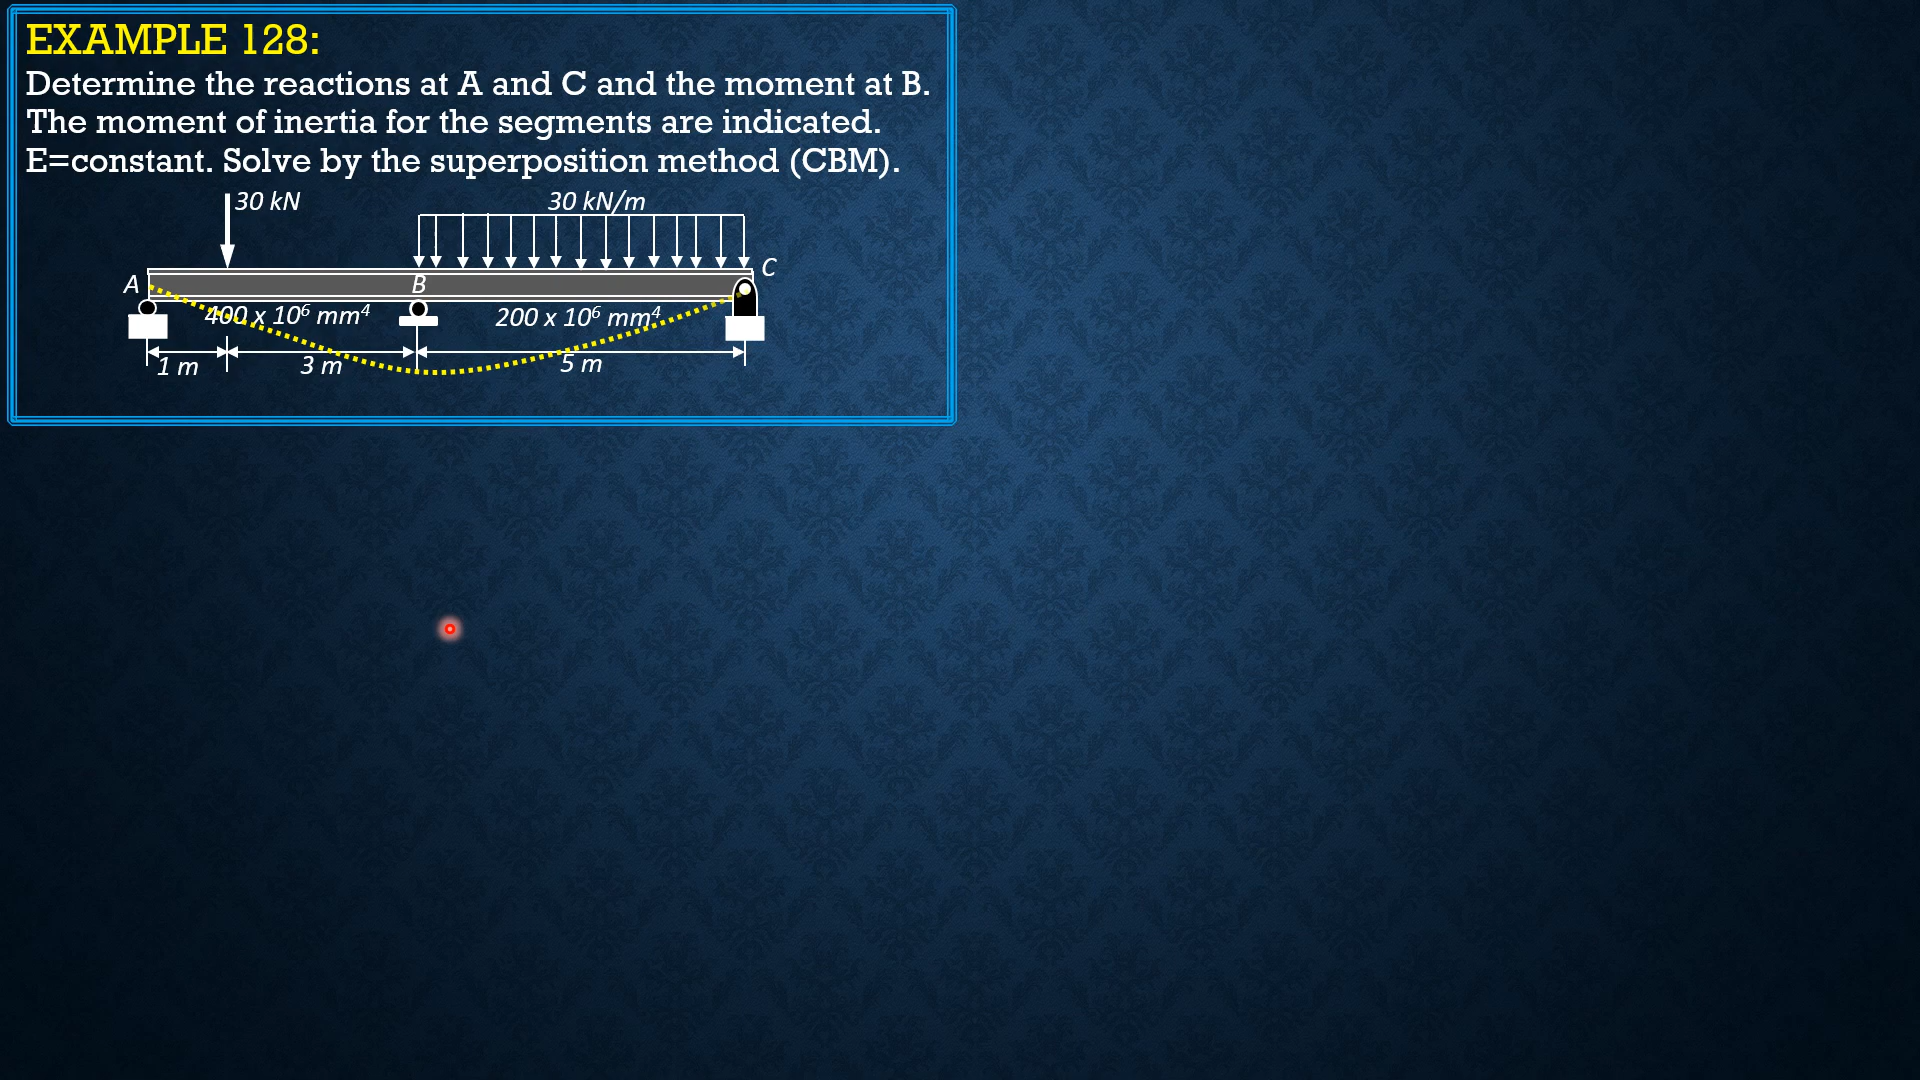 EXAMPLE 128:
Determine the reactions at A and C and the moment at B.
The moment of inertia for the segments are indicated.
E=constant. Solve by the superposition method (CBM).
30 kN
30 kN/m
A
B
C
400 x 10⁶ mm⁴
200 x 10⁶ mm⁴
1 m
3 m
5 m